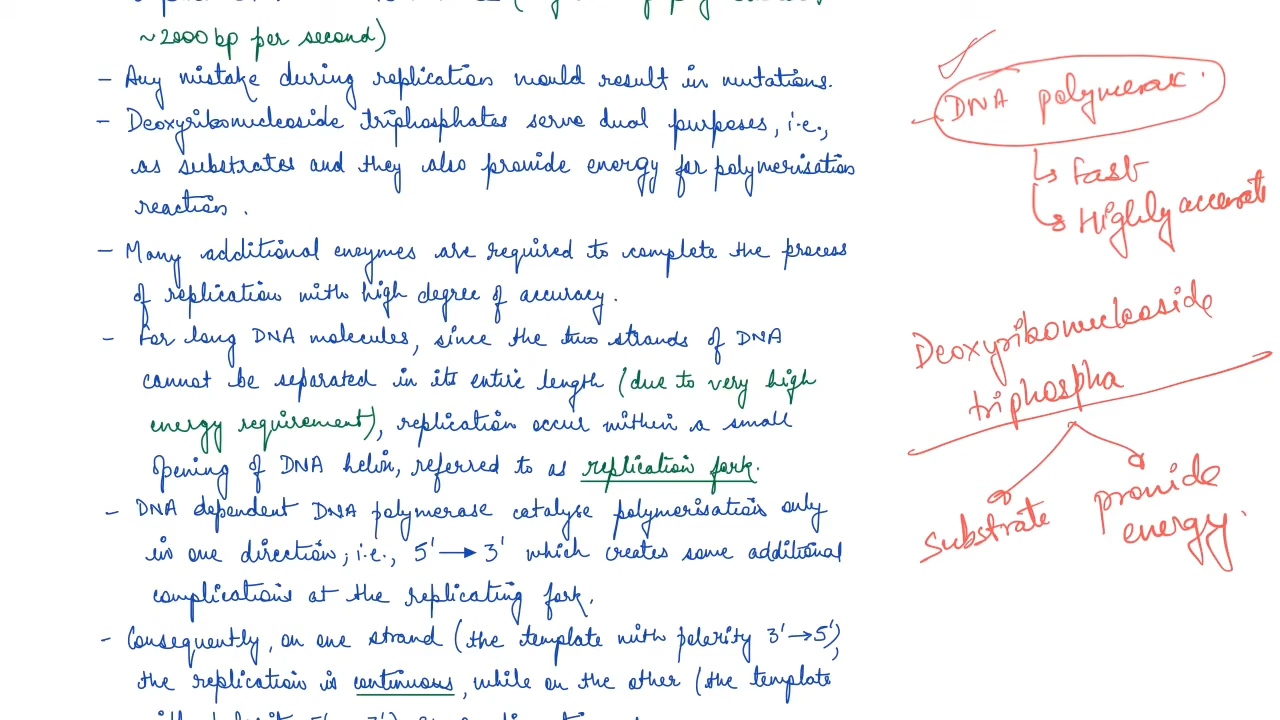 ~2000 bp per second)
- Any mistake during replication would result in mutations.
- Deoxyribonucleoside triphosphates serve dual purposes, i.e.,
as substrates and they also provide energy for polymerisation
reaction.
- Many additional enzymes are required to complete the process
of replication with high degree of accuracy.
- For long DNA molecules, since the two strands of DNA
cannot be separated in its entire length (due to very high
energy requirement), replication occur within a small
opening of DNA helix, referred to as replication fork.
- DNA dependent DNA polymerase catalyse polymerisation only
in one direction, i.e., 5' → 3' which creates some additional
complications at the replicating fork.
- Consequently, on one strand (the template with polarity 3' → 5'),
the replication is continuous, while on the other (the template
DNA polymerase
↳ Fast
↳ Highly accurate
Deoxyribonucleoside
triphospha
substrate
provide
energy.